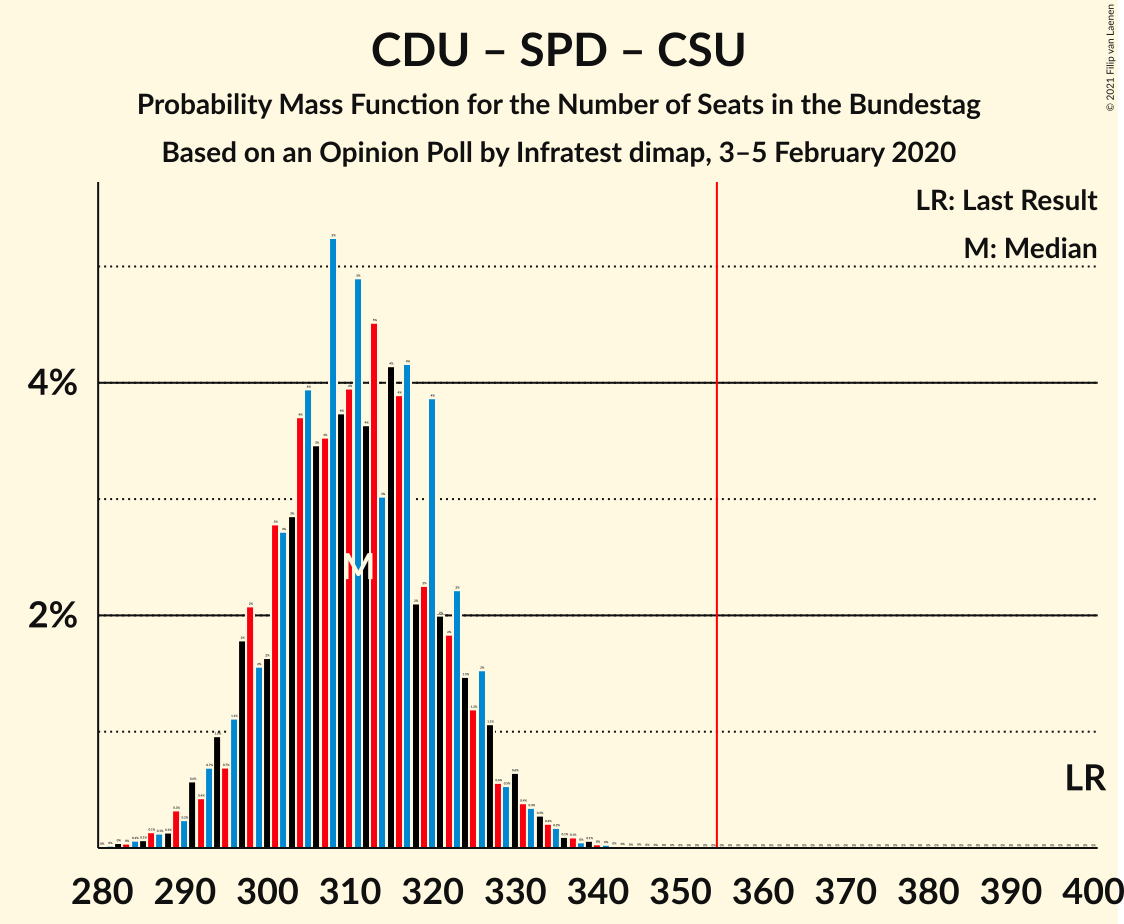 CDU – SPD – CSU
Probability Mass Function for the Number of Seats in the Bundestag
Based on an Opinion Poll by Infratest dimap, 3–5 February 2020
© 2021 Filip van Laenen
LR: Last Result
M: Median
4%
2%
M
LR
280 290 300 310 320 330 340 350 360 370 380 390 400